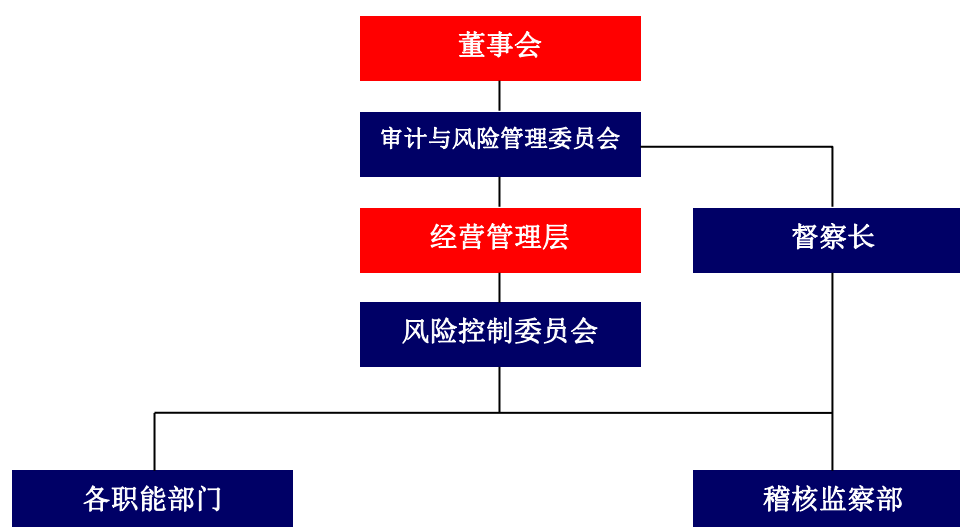 董事会
审计与风险管理委员会
经营管理层
督察长
风险控制委员会
各职能部门
稽核监察部